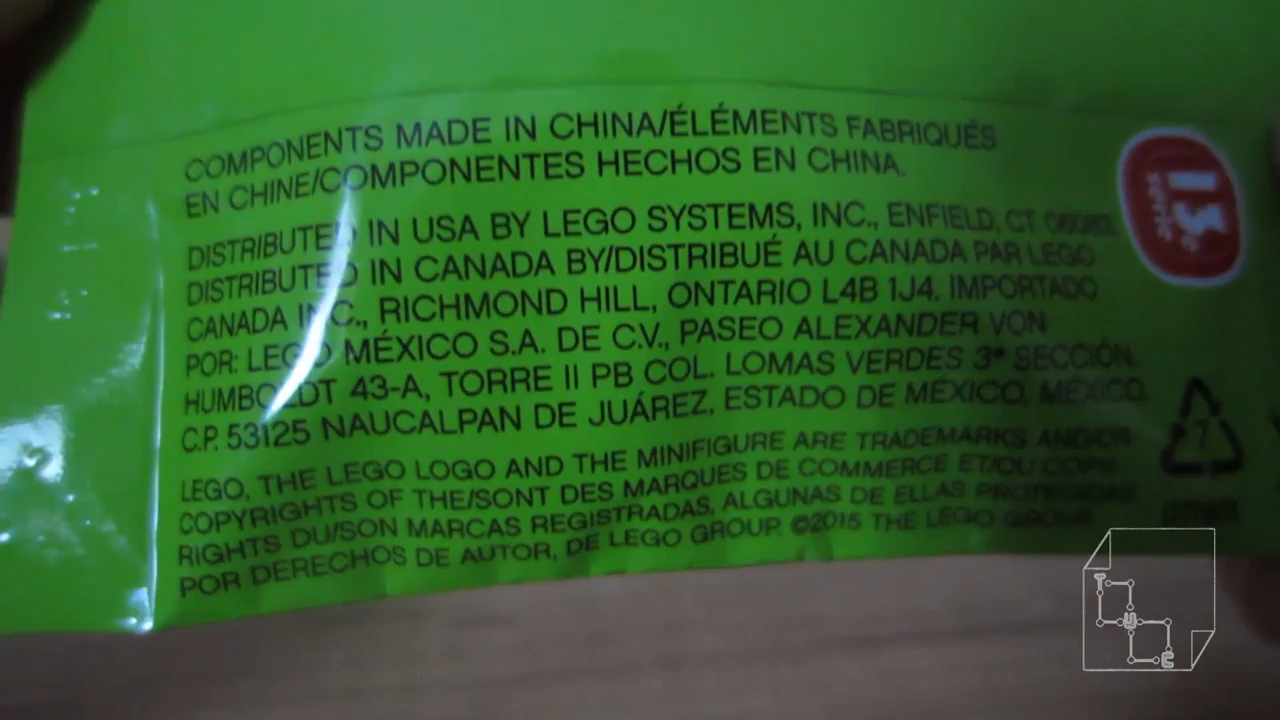 COMPONENTS MADE IN CHINA/ÉLÉMENTS FABRIQUÉS
EN CHINE/COMPONENTES HECHOS EN CHINA.
DISTRIBUTED IN USA BY LEGO SYSTEMS, INC., ENFIELD, CT
DISTRIBUTED IN CANADA BY/DISTRIBUÉ AU CANADA PAR LEGO
CANADA INC., RICHMOND HILL, ONTARIO L4B 1J4. IMPORTADO
POR: LEGO MÉXICO S.A. DE C.V., PASEO ALEXANDER VON
HUMBOLDT 43-A, TORRE II PB COL. LOMAS VERDES 3ª SECCIÓN.
C.P. 53125 NAUCALPAN DE JUÁREZ, ESTADO DE MÉXICO, MÉXICO.
LEGO, THE LEGO LOGO AND THE MINIFIGURE ARE TRADEMARKS AND/OR
COPYRIGHTS OF THE/SONT DES MARQUES DE COMMERCE ET/OU
RIGHTS DU/SON MARCAS REGISTRADAS, ALGUNAS DE ELLAS PROTEGIDAS
POR DERECHOS DE AUTOR, DE LEGO GROUP. ©2015 THE LEGO GROUP.
13
serie
7
T
U
C